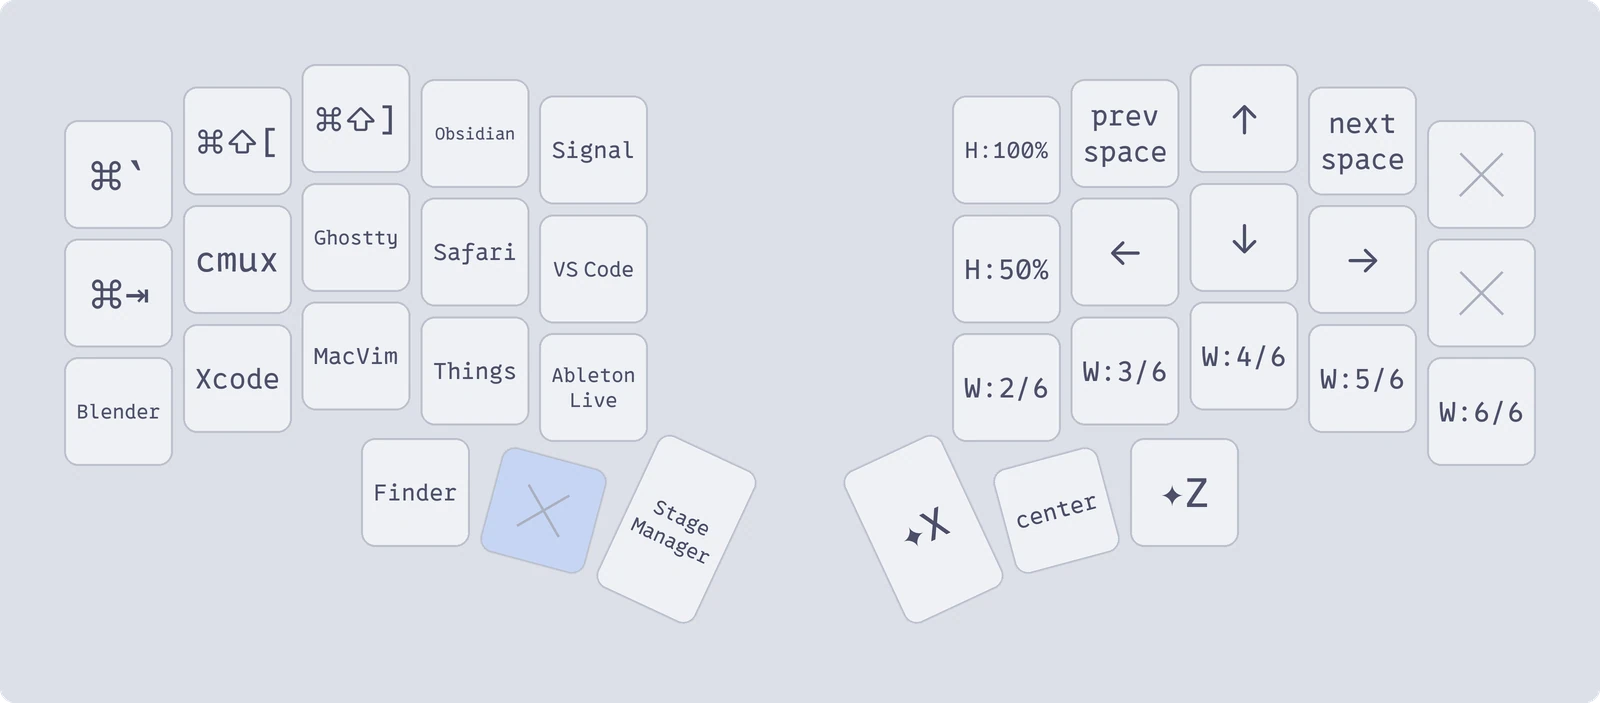 ⌘`
⌘⇧[
⌘⇧]
Obsidian
Signal
⌘⇥
cmux
Ghostty
Safari
VS Code
Blender
Xcode
MacVim
Things
Ableton
Live
Finder
Stage
Manager
H:100%
prev
space
↑
next
space
H:50%
←
↓
→
W:2/6
W:3/6
W:4/6
W:5/6
W:6/6
✦X
center
✦Z